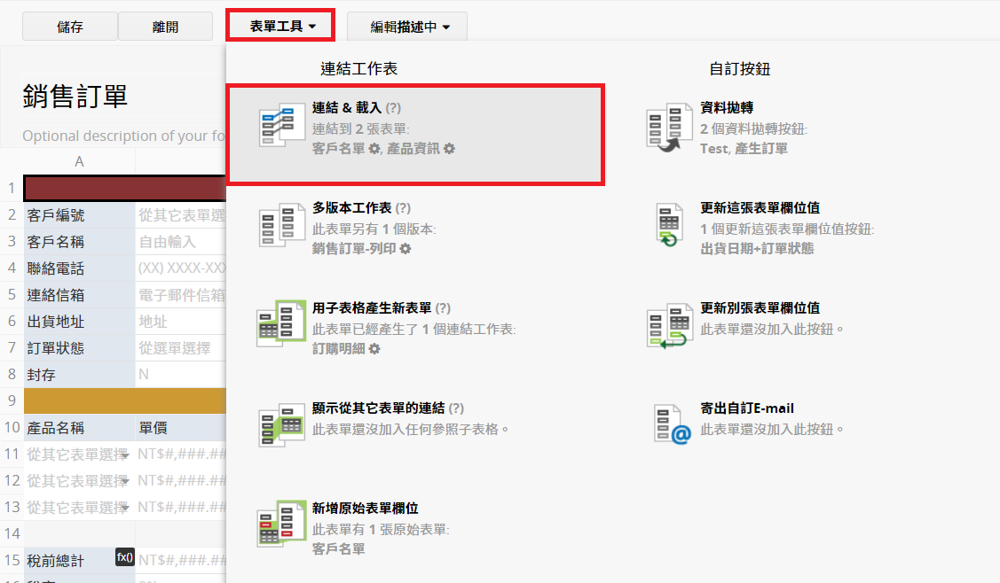 儲存 離開 表單工具 編輯描述中
連結工作表 自訂按鈕
銷售訂單
Optional description of your fo
A
1
2 客戶編號 從其它表單選
3 客戶名稱 自由輸入
4 聯絡電話 (XX) XXXX-XXX
5 連絡信箱 電子郵件信箱
6 出貨地址 地址
7 訂單狀態 從選單選擇
8 封存 N
9
10 產品名稱 單價
11 從其它表單選擇 NT$#,###.##
12 從其它表單選擇 NT$#,###.##
13 從其它表單選擇 NT$#,###.##
14
15 稅前總計 fx() NT$#,###.##
連結 & 載入 (?)
連結到 2 張表單:
客戶名單, 產品資訊
多版本工作表 (?)
此表單另有 1 個版本:
銷售訂單-列印
用子表格產生新表單 (?)
此表單已經產生了 1 個連結工作表:
訂購明細
顯示從其它表單的連結 (?)
此表單還沒加入任何參照子表格。
新增原始表單欄位
此表單有 1 張原始表單:
客戶名單
資料拋轉
2 個資料拋轉按鈕:
Test, 產生訂單
更新這張表單欄位值
1 個更新這張表單欄位值按鈕:
出貨日期+訂單狀態
更新別張表單欄位值
此表單還沒加入此按鈕。
寄出自訂E-mail
此表單還沒加入此按鈕。